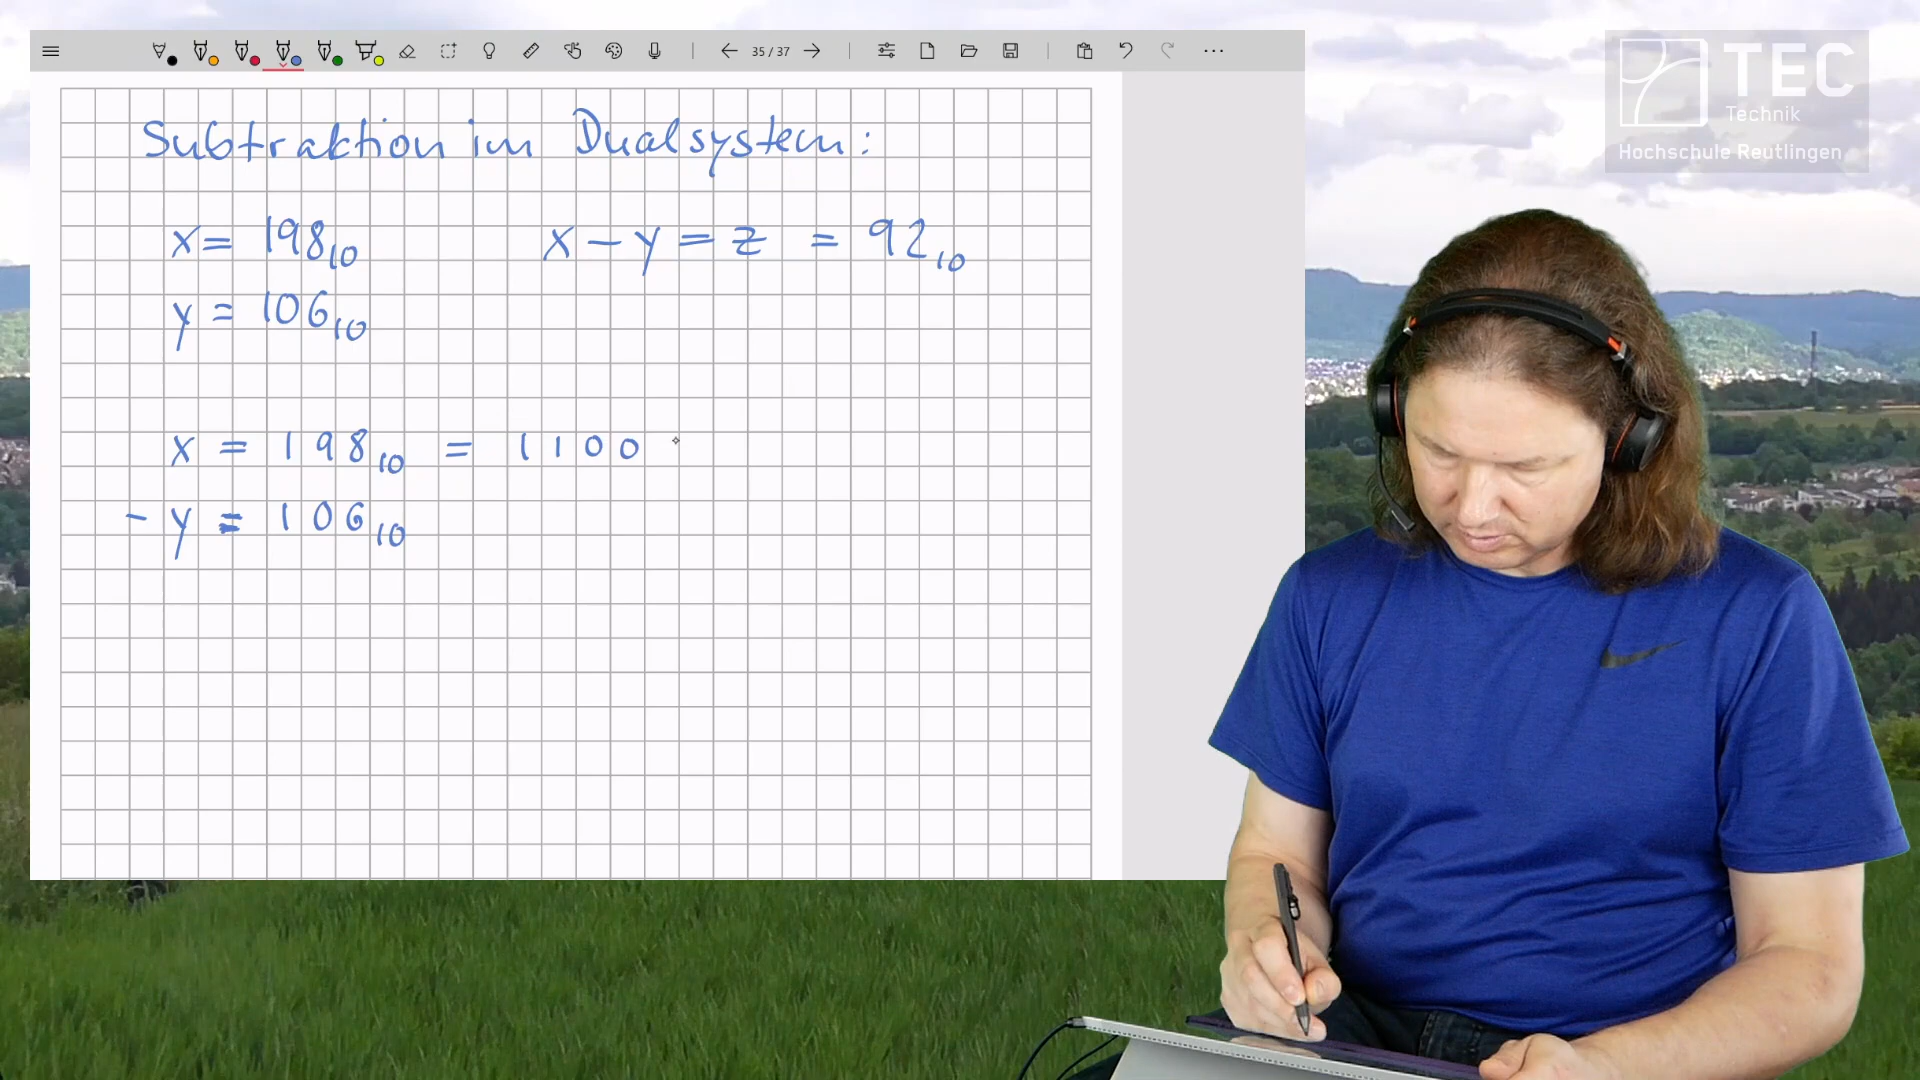 35 / 37
TEC
Technik
Hochschule Reutlingen
Subtraktion im Dualsystem:
x = 198₁₀ x - y = z = 92₁₀
y = 106₁₀
x = 198₁₀ = 1100
- y = 106₁₀